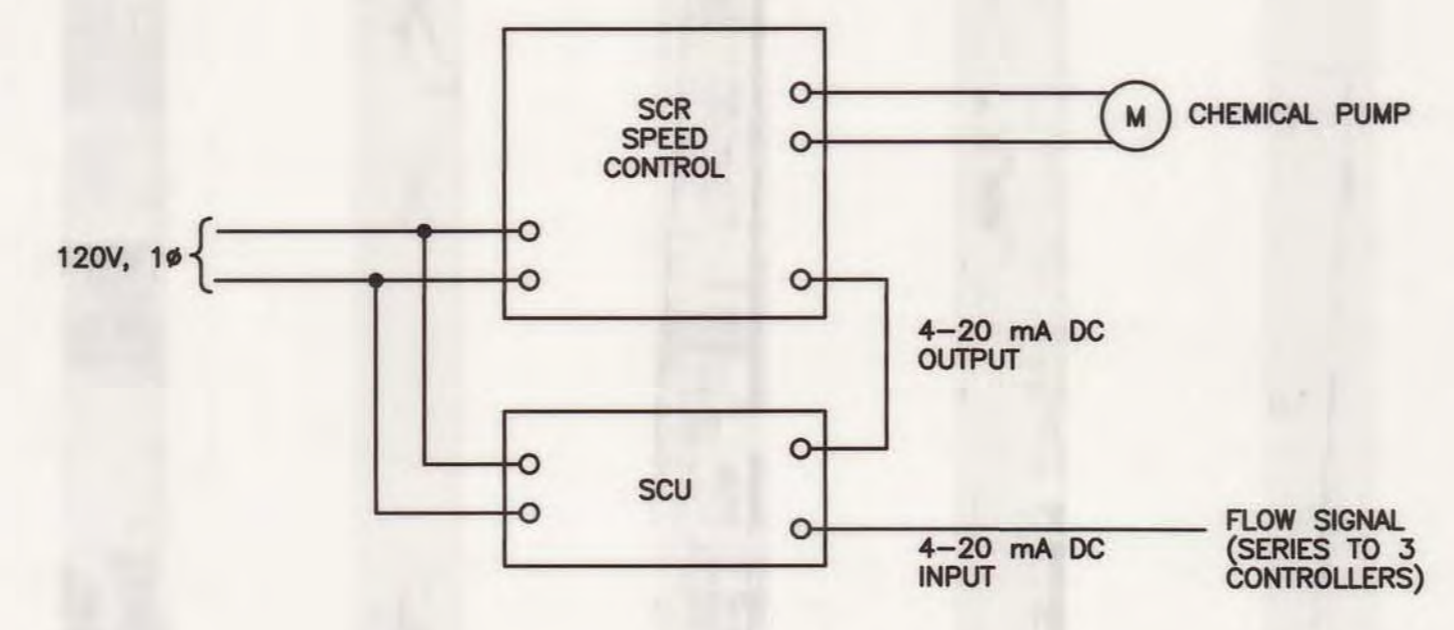 SCR
SPEED
CONTROL
M
CHEMICAL PUMP
120V, 1ø
4-20 mA DC
OUTPUT
SCU
4-20 mA DC
INPUT
FLOW SIGNAL
(SERIES TO 3
CONTROLLERS)